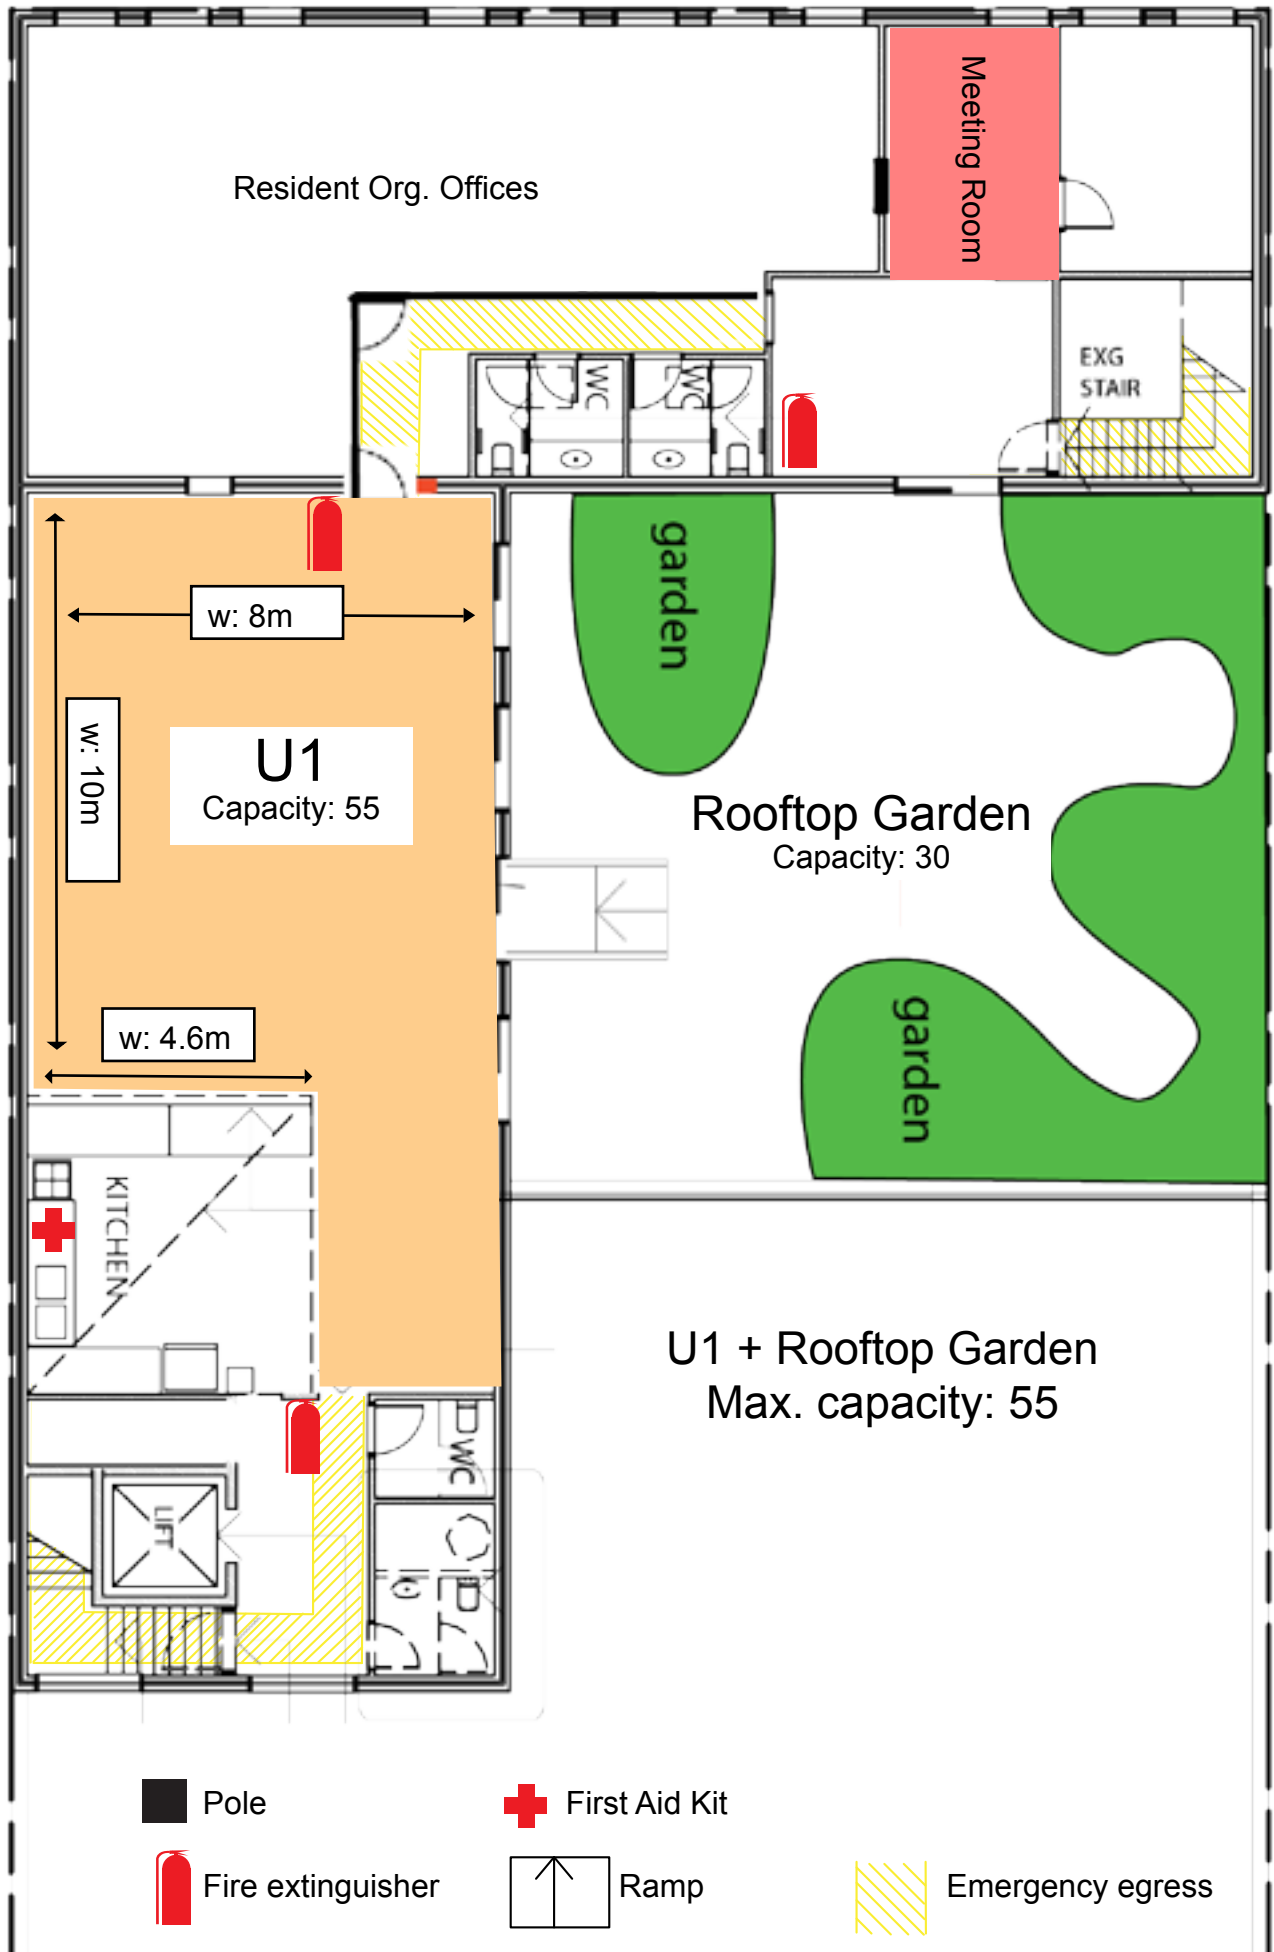 Meeting Room
Resident Org. Offices
EXG
STAIR
WC
WC
garden
w: 8m
w: 10m
U1
Capacity: 55
Rooftop Garden
Capacity: 30
w: 4.6m
garden
KITCHEN
U1 + Rooftop Garden
Max. capacity: 55
WC
LIFT
Pole
First Aid Kit
Fire extinguisher
Ramp
Emergency egress